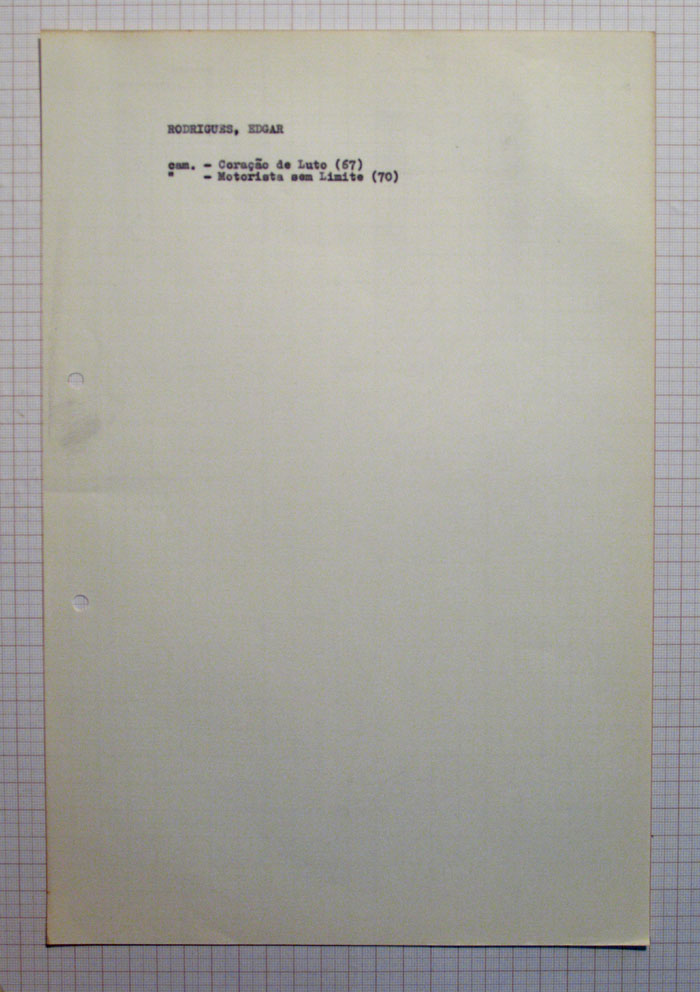 RODRIGUES, EDGAR
cam. - Coração de Luto (67)
" - Motorista sem Limite (70)